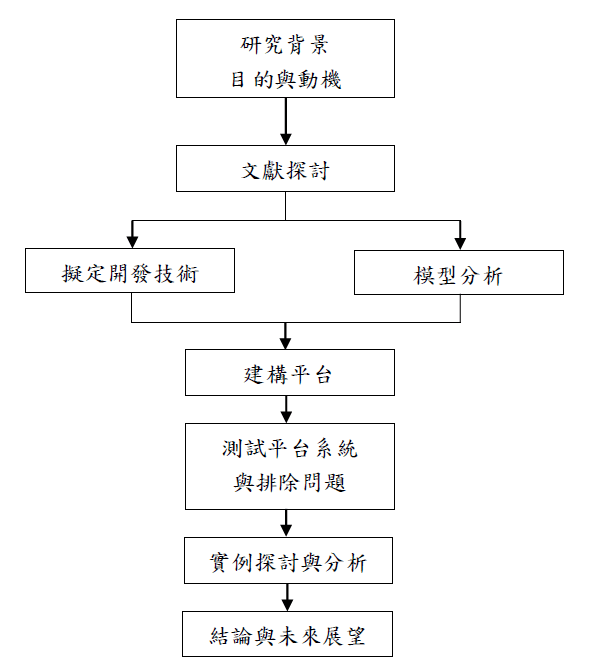 研究背景
目的與動機
文獻探討
擬定開發技術
模型分析
建構平台
測試平台系統
與排除問題
實例探討與分析
結論與未來展望